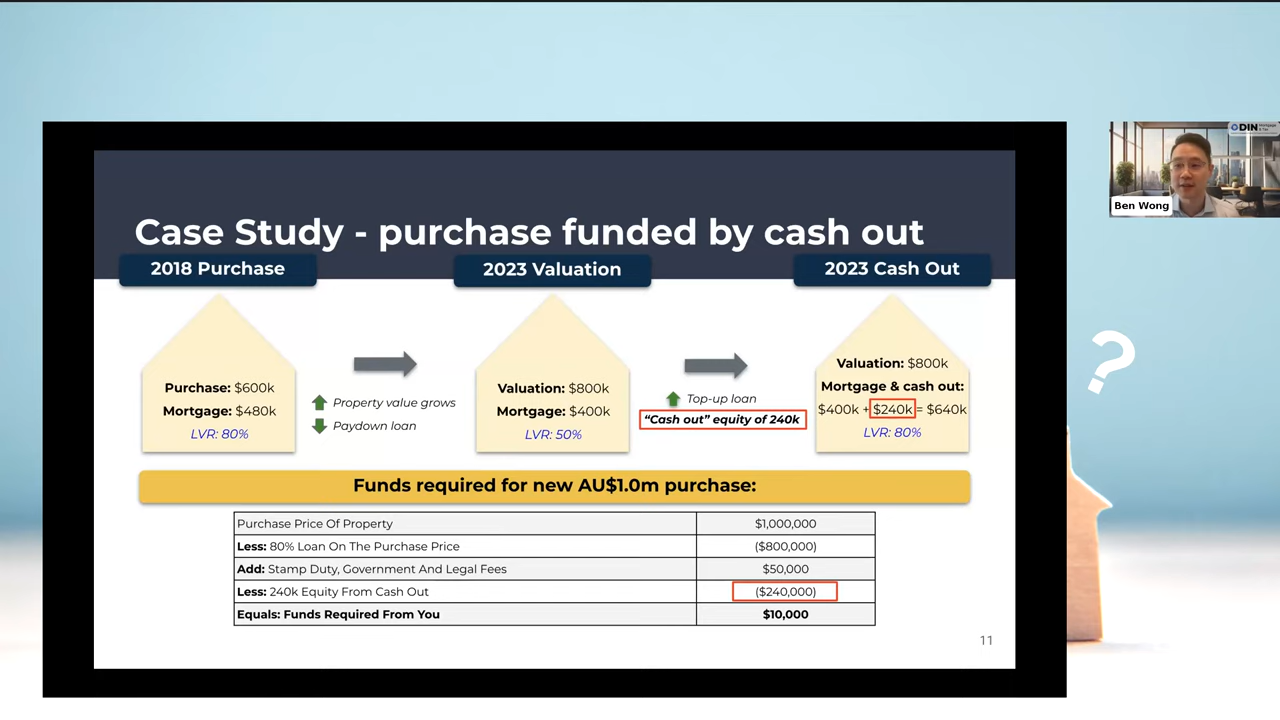 DIN Mortgage
& Tax
Ben Wong
Case Study - purchase funded by cash out
2018 Purchase
2023 Valuation
2023 Cash Out
Purchase: $600k
Mortgage: $480k
LVR: 80%
Property value grows
Paydown loan
Valuation: $800k
Mortgage: $400k
LVR: 50%
Top-up loan
“Cash out” equity of 240k
Valuation: $800k
Mortgage & cash out:
$400k + $240k = $640k
LVR: 80%
Funds required for new AU$1.0m purchase:
Purchase Price Of Property $1,000,000
Less: 80% Loan On The Purchase Price ($800,000)
Add: Stamp Duty, Government And Legal Fees $50,000
Less: 240k Equity From Cash Out ($240,000)
Equals: Funds Required From You $10,000
11
?